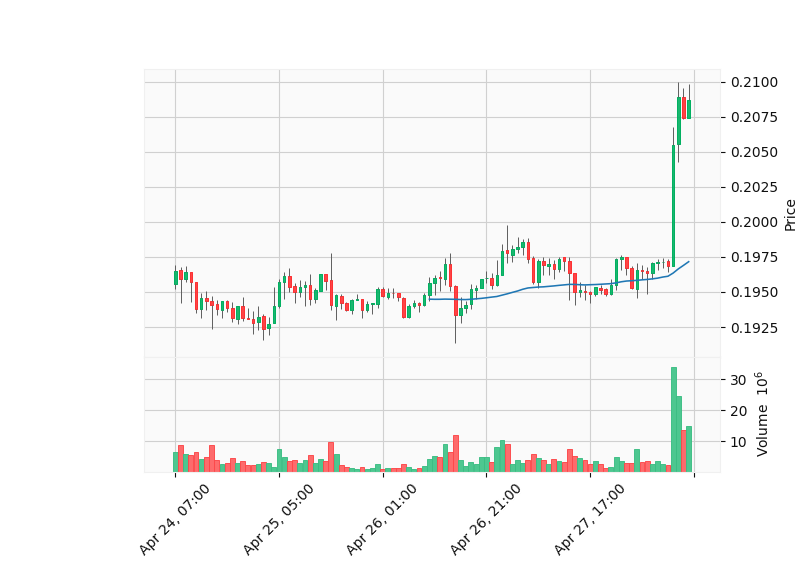 0.2100
0.2075
0.2050
0.2025
0.2000
0.1975
0.1950
0.1925
Price
30
20
10
Volume 10⁶
Apr 24, 07:00
Apr 25, 05:00
Apr 26, 01:00
Apr 26, 21:00
Apr 27, 17:00